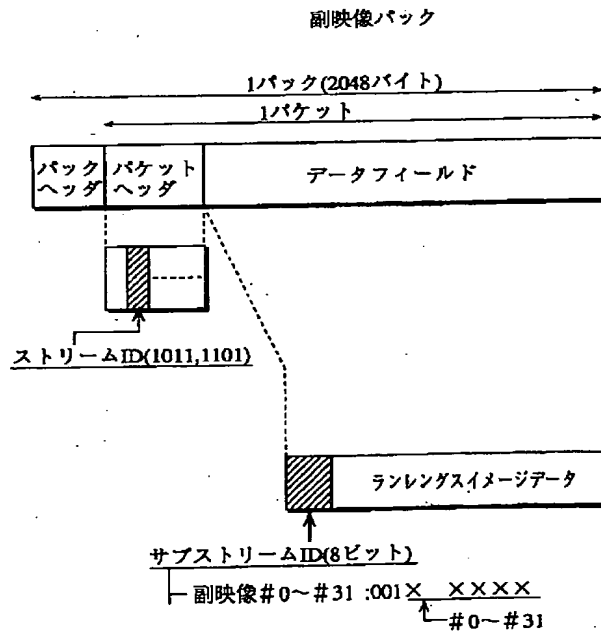 副映像パック
1パック(2048バイト)
1パケット
パック
ヘッダ
パケット
ヘッダ
データフィールド
ストリームID(1011,1101)
ランレングスイメージデータ
サブストリームID(8ビット)
副映像#0〜#31 :001× ××××
#0〜#31